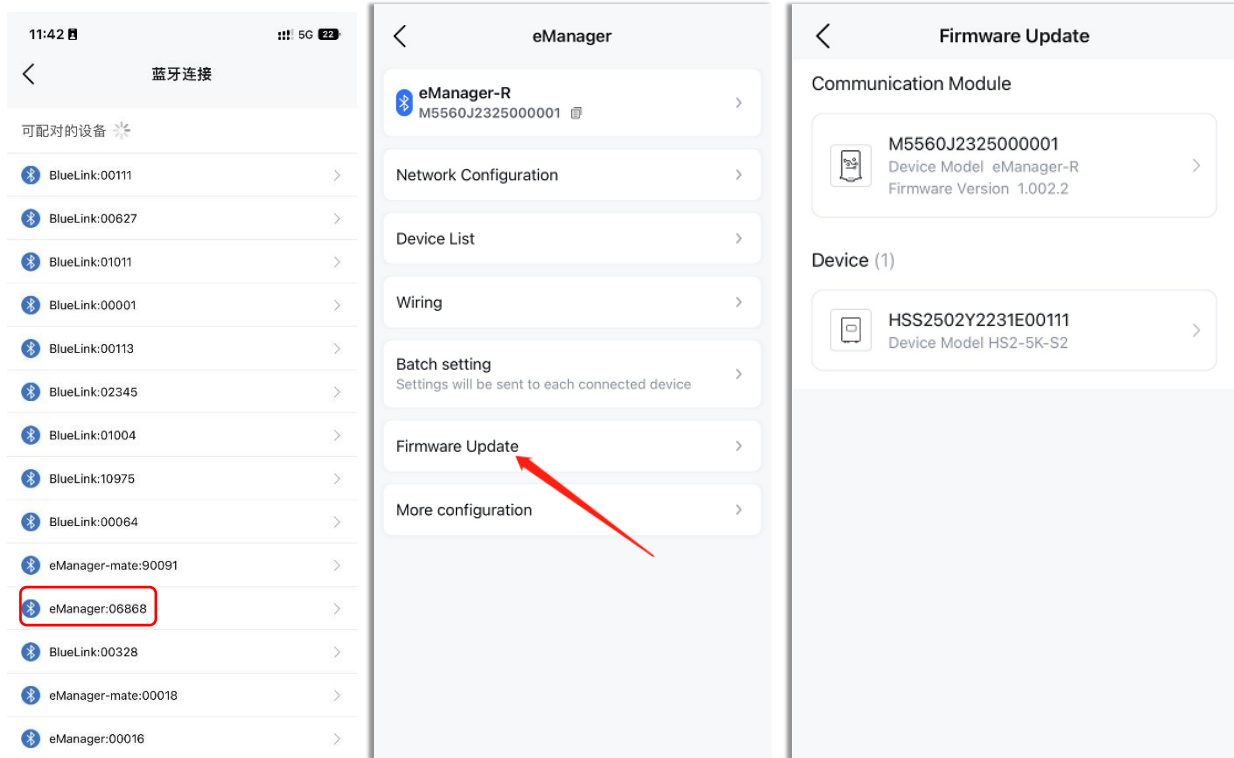 11:42
5G 22
蓝牙连接
可配对的设备
BlueLink:00111
BlueLink:00627
BlueLink:01011
BlueLink:00001
BlueLink:00113
BlueLink:02345
BlueLink:01004
BlueLink:10975
BlueLink:00064
eManager-mate:90091
eManager:06868
BlueLink:00328
eManager-mate:00018
eManager:00016
eManager
eManager-R
M5560J2325000001
Network Configuration
Device List
Wiring
Batch setting
Settings will be sent to each connected device
Firmware Update
More configuration
Firmware Update
Communication Module
M5560J2325000001
Device Model eManager-R
Firmware Version 1.002.2
Device (1)
HSS2502Y2231E00111
Device Model HS2-5K-S2